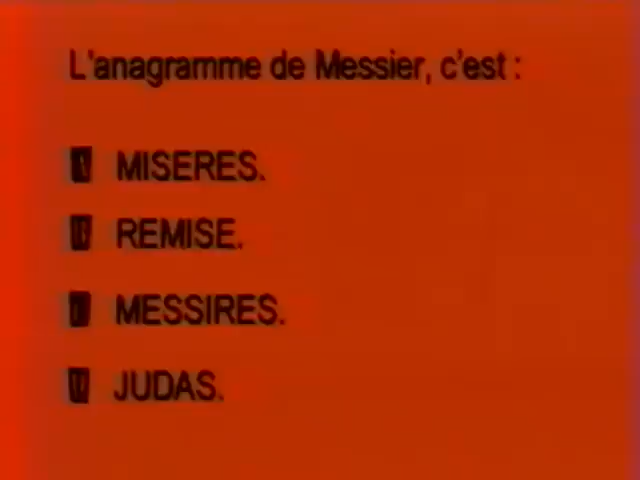 L'anagramme de Messier, c'est :
MISERES.
REMISE.
MESSIRES.
JUDAS.